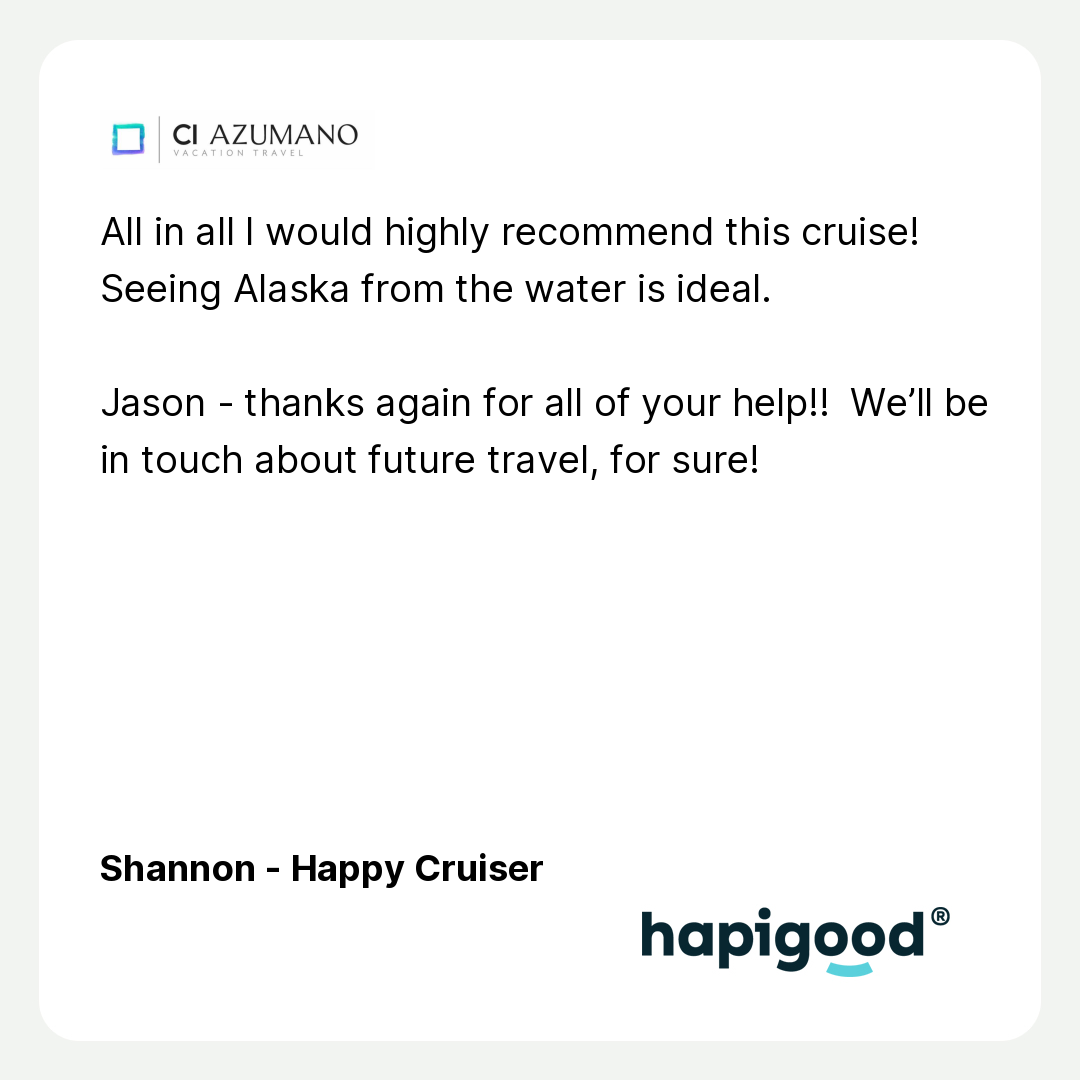 CI AZUMANO
VACATION TRAVEL
All in all I would highly recommend this cruise!
Seeing Alaska from the water is ideal.
Jason - thanks again for all of your help!!  We’ll be
in touch about future travel, for sure!
Shannon - Happy Cruiser
hapigood®